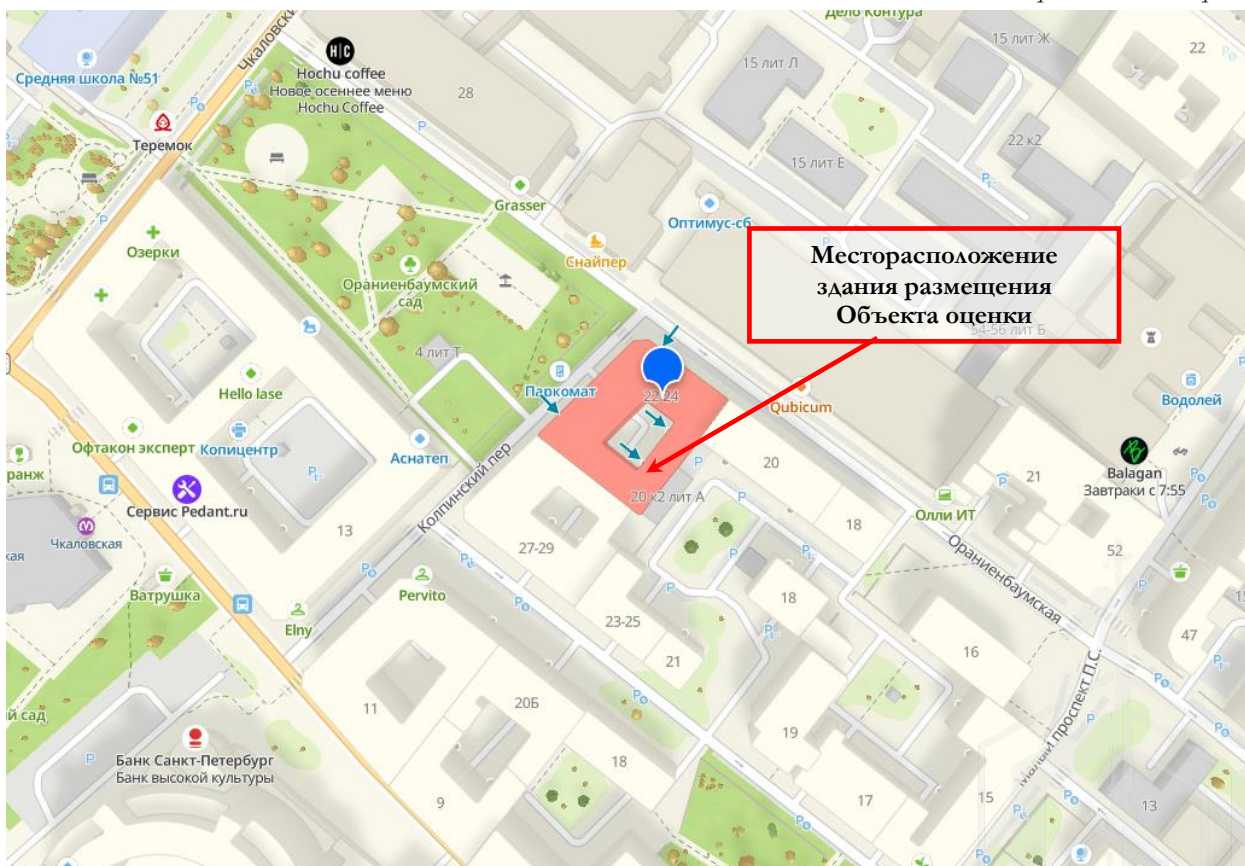 Дело Контура
15 лит Ж
22
Чкаловский
Средняя школа №51
Hochu coffee
Новое осеннее меню
Hochu Coffee
28
15 лит Л
22 к2
Теремок
15 лит Е
Grasser
Оптимус-сб
Озерки
Снайпер
Месторасположение
здания размещения
Объекта оценки
Ораниенбаумский
сад
54-56 лит Б
4 лит Т
Паркомат
22-24
Hello lase
Qubicum
Водолей
Офтакон эксперт
Копицентр
Аснатеп
Колпинский пер
20
21
Balagan
Завтраки с 7:55
ранж
Сервис Pedant.ru
20 к2 лит А
Олли ИТ
18
Чкаловская
кая
13
27-29
Ораниенбаумская
52
Ватрушка
Pervito
18
Elny
23-25
47
16
21
Малый проспект П.С.
й сад
11
20Б
19
Банк Санкт-Петербург
Банк высокой культуры
18
9
17
15
13